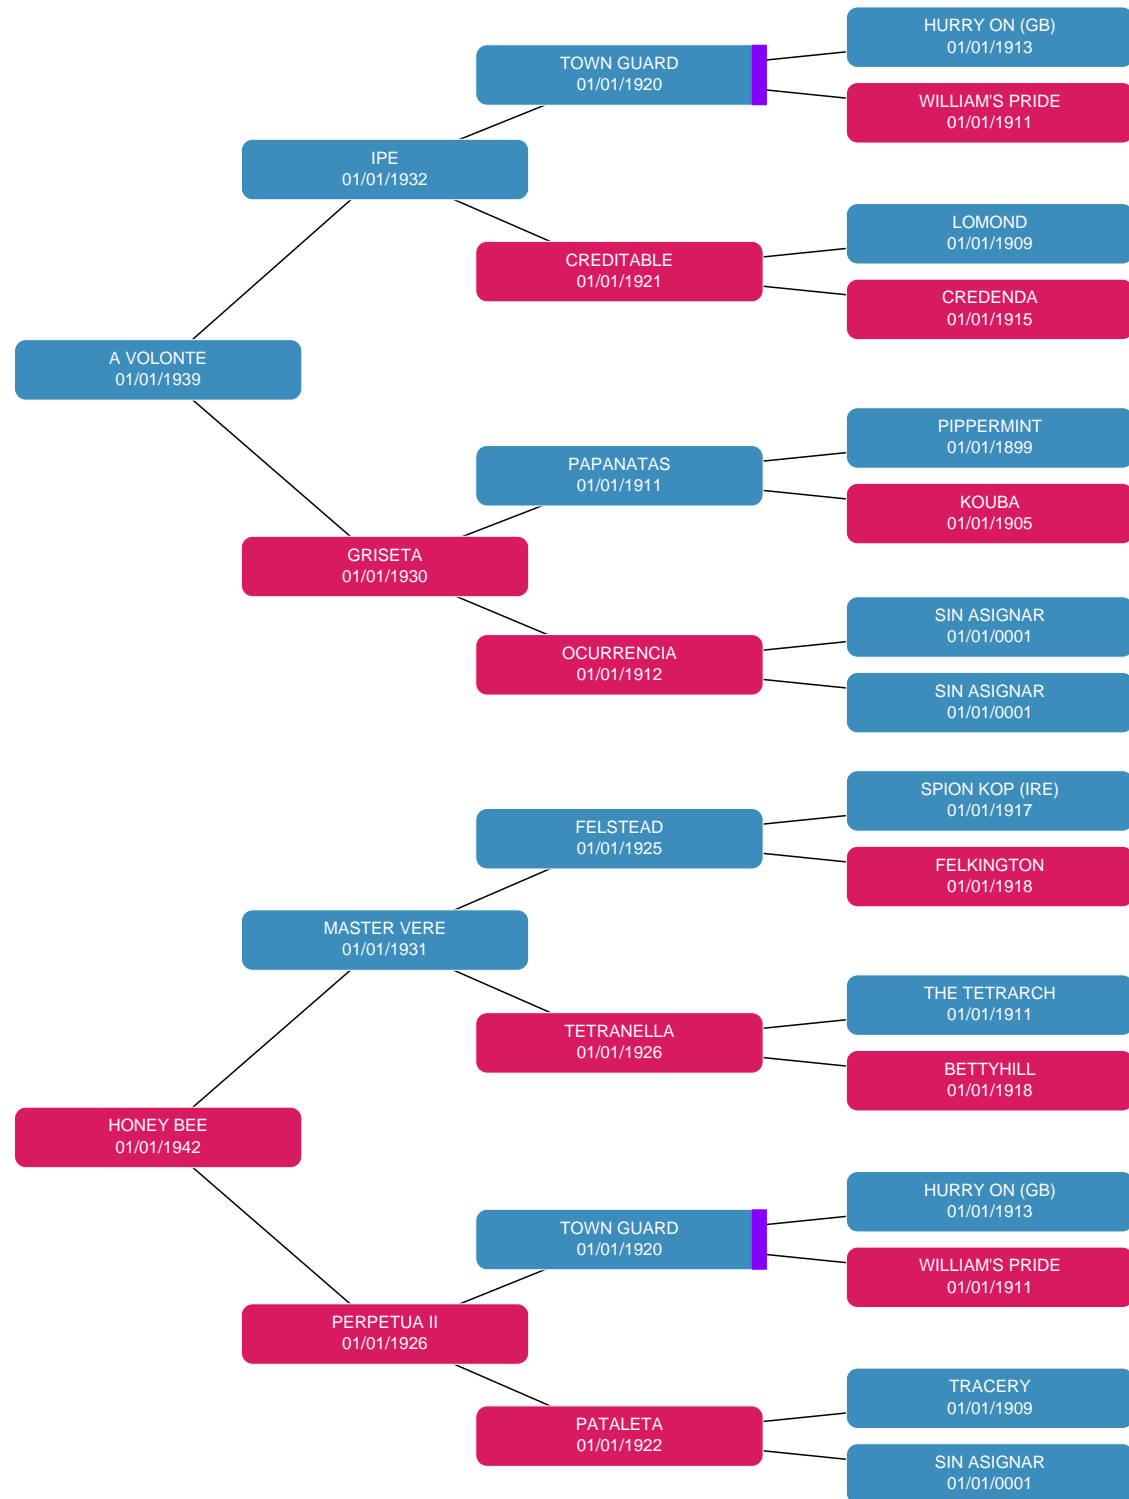 HURRY ON (GB)
01/01/1913
TOWN GUARD
01/01/1920
WILLIAM'S PRIDE
01/01/1911
IPE
01/01/1932
LOMOND
01/01/1909
CREDITABLE
01/01/1921
CREDENDA
01/01/1915
A VOLONTE
01/01/1939
PIPPERMINT
01/01/1899
PAPANATAS
01/01/1911
KOUBA
01/01/1905
GRISETA
01/01/1930
SIN ASIGNAR
01/01/0001
OCURRENCIA
01/01/1912
SIN ASIGNAR
01/01/0001
SPION KOP (IRE)
01/01/1917
FELSTEAD
01/01/1925
FELKINGTON
01/01/1918
MASTER VERE
01/01/1931
THE TETRARCH
01/01/1911
TETRANELLA
01/01/1926
BETTYHILL
01/01/1918
HONEY BEE
01/01/1942
HURRY ON (GB)
01/01/1913
TOWN GUARD
01/01/1920
WILLIAM'S PRIDE
01/01/1911
PERPETUA II
01/01/1926
TRACERY
01/01/1909
PATALETA
01/01/1922
SIN ASIGNAR
01/01/0001